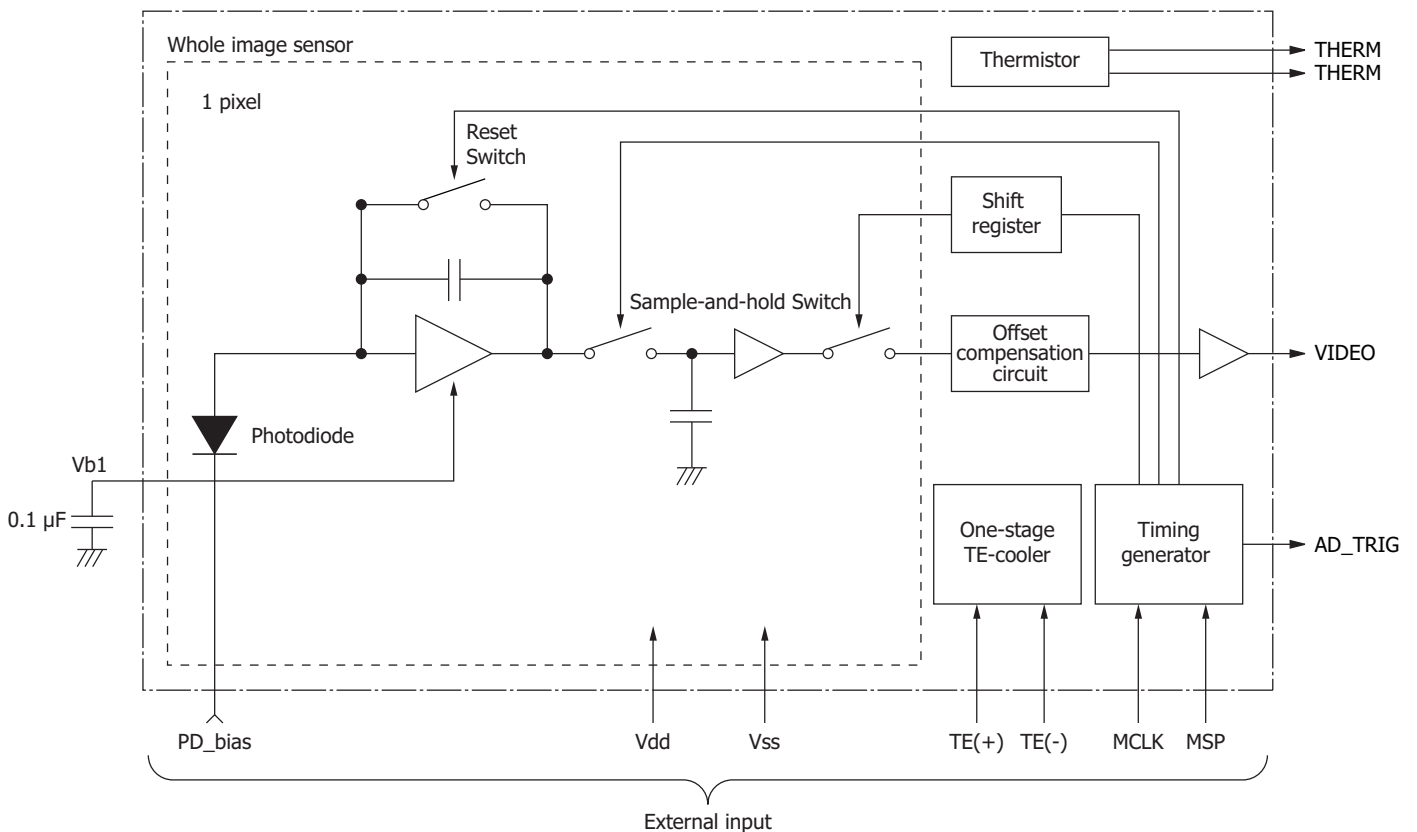 Whole image sensor
1 pixel
Thermistor
THERM
THERM
Reset
Switch
Shift
register
Sample-and-hold Switch
Offset
compensation
circuit
VIDEO
Photodiode
Vb1
0.1 µF
One-stage
TE-cooler
Timing
generator
AD_TRIG
PD_bias
Vdd
Vss
TE(+)
TE(-)
MCLK
MSP
External input